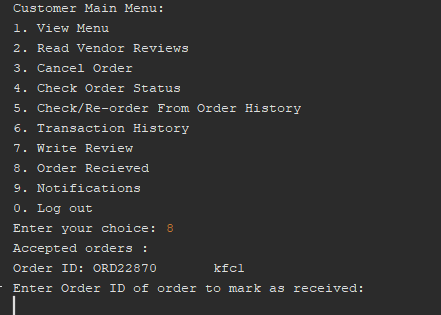 Customer Main Menu:
1. View Menu
2. Read Vendor Reviews
3. Cancel Order
4. Check Order Status
5. Check/Re-order From Order History
6. Transaction History
7. Write Review
8. Order Recieved
9. Notifications
0. Log out
Enter your choice: 8
Accepted orders :
Order ID: ORD22870       kfc1
Enter Order ID of order to mark as received: